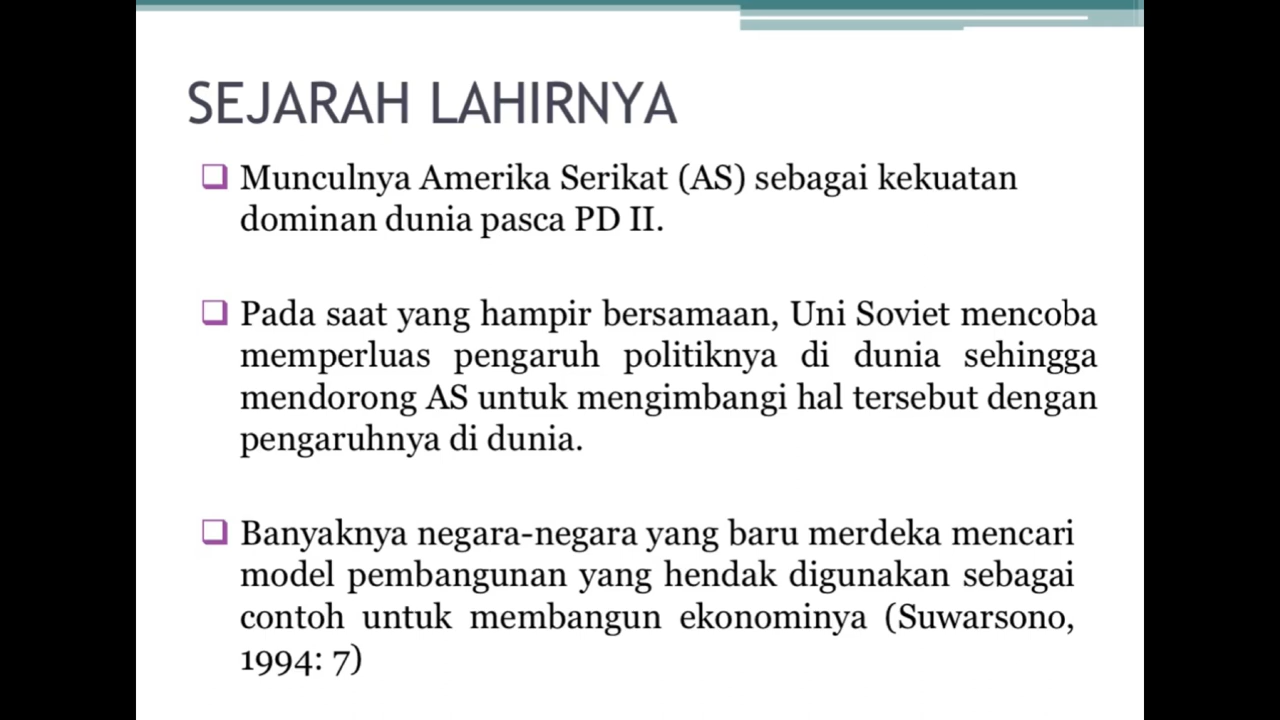 SEJARAH LAHIRNYA
Munculnya Amerika Serikat (AS) sebagai kekuatan
dominan dunia pasca PD II.
Pada saat yang hampir bersamaan, Uni Soviet mencoba
memperluas pengaruh politiknya di dunia sehingga
mendorong AS untuk mengimbangi hal tersebut dengan
pengaruhnya di dunia.
Banyaknya negara-negara yang baru merdeka mencari
model pembangunan yang hendak digunakan sebagai
contoh untuk membangun ekonominya (Suwarsono,
1994: 7)